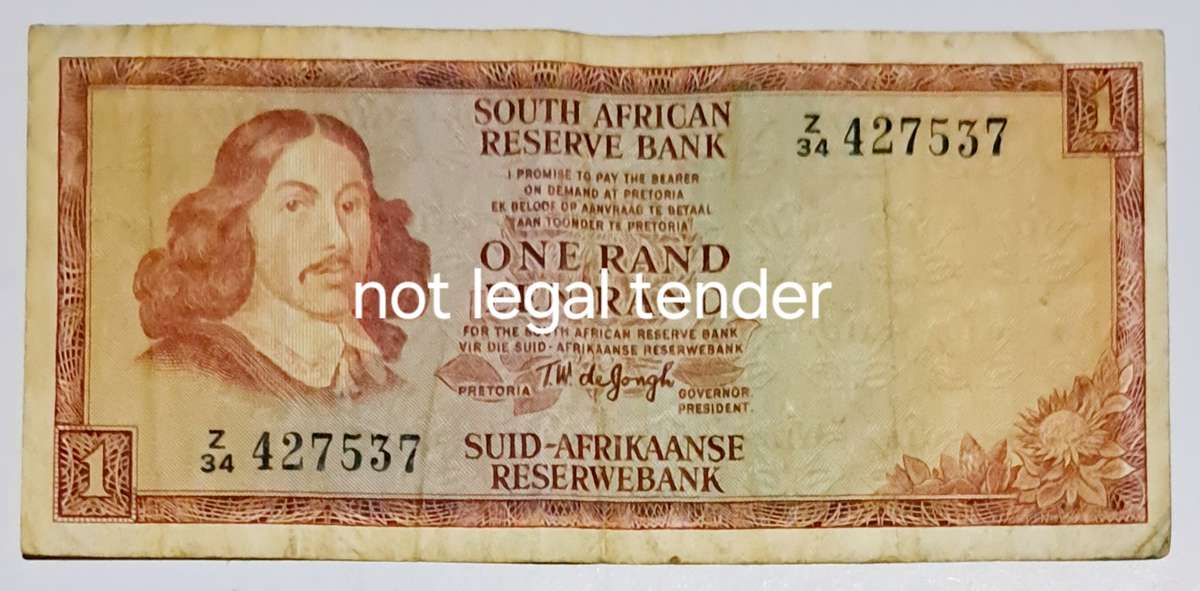 1
SOUTH AFRICAN
RESERVE BANK
Z
34 427537
I PROMISE TO PAY THE BEARER
ON DEMAND AT PRETORIA
EK BELOOF OP AANVRAAG TE BETAAL
AAN TOONDER TE PRETORIA
ONE RAND
RAND
not legal tender
FOR THE SOUTH AFRICAN RESERVE BANK
VIR DIE SUID-AFRIKAANSE RESERWEBANK
T.W. de Jongh
PRETORIA
GOVERNOR.
PRESIDENT.
Z
34 427537
SUID-AFRIKAANSE
RESERWEBANK
1